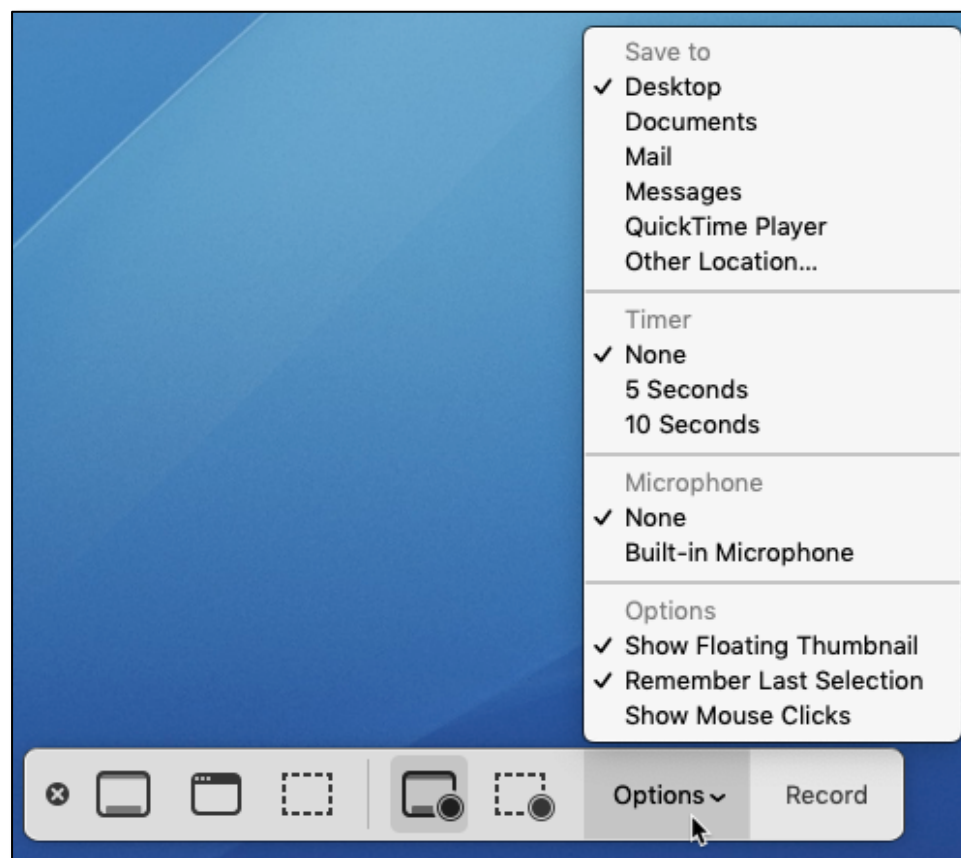 Save to
✓ Desktop
Documents
Mail
Messages
QuickTime Player
Other Location...
Timer
✓ None
5 Seconds
10 Seconds
Microphone
✓ None
Built-in Microphone
Options
✓ Show Floating Thumbnail
✓ Remember Last Selection
Show Mouse Clicks
Options Record